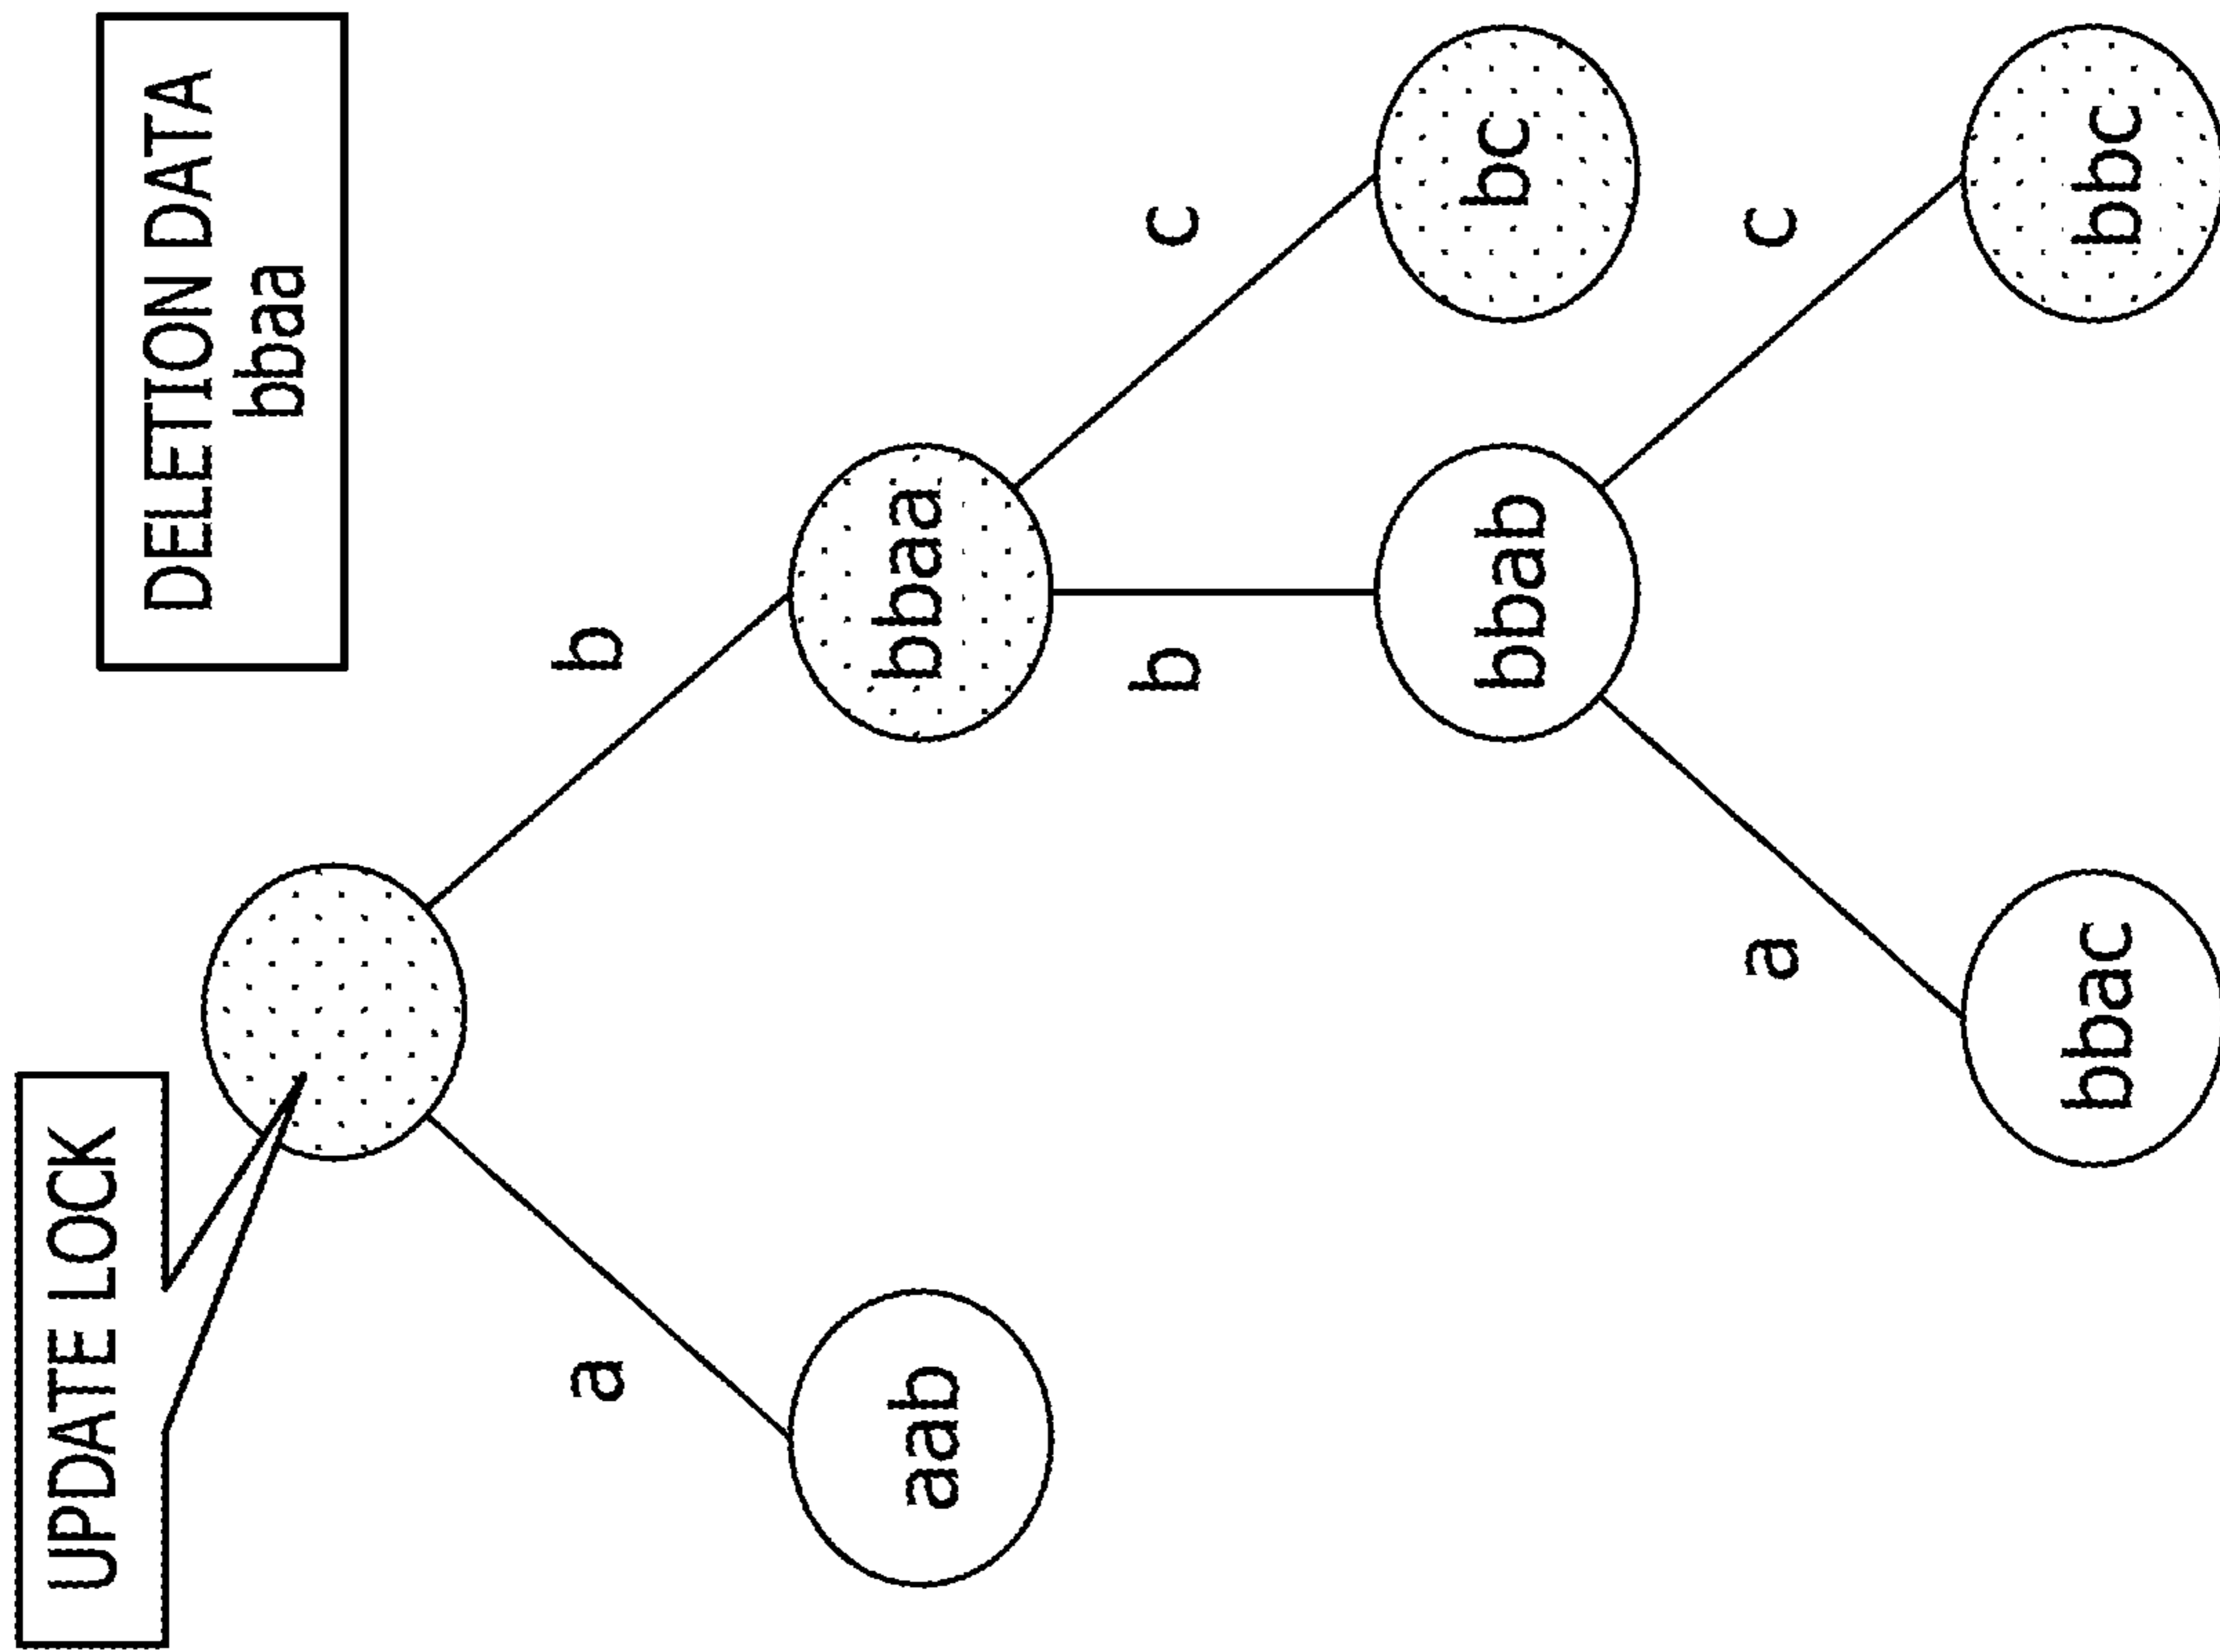 UPDATE LOCK
DELETION DATA
bbaa
a
b
aab
bbaa
b
c
bbab
bc
a
c
bbac
bbc